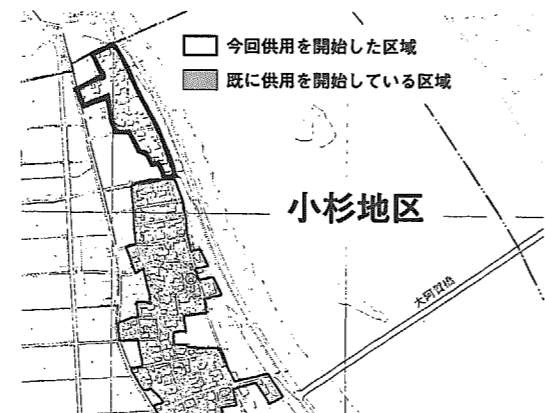 今回供用を開始した区域
既に供用を開始している区域
小杉地区
大阿賀橋